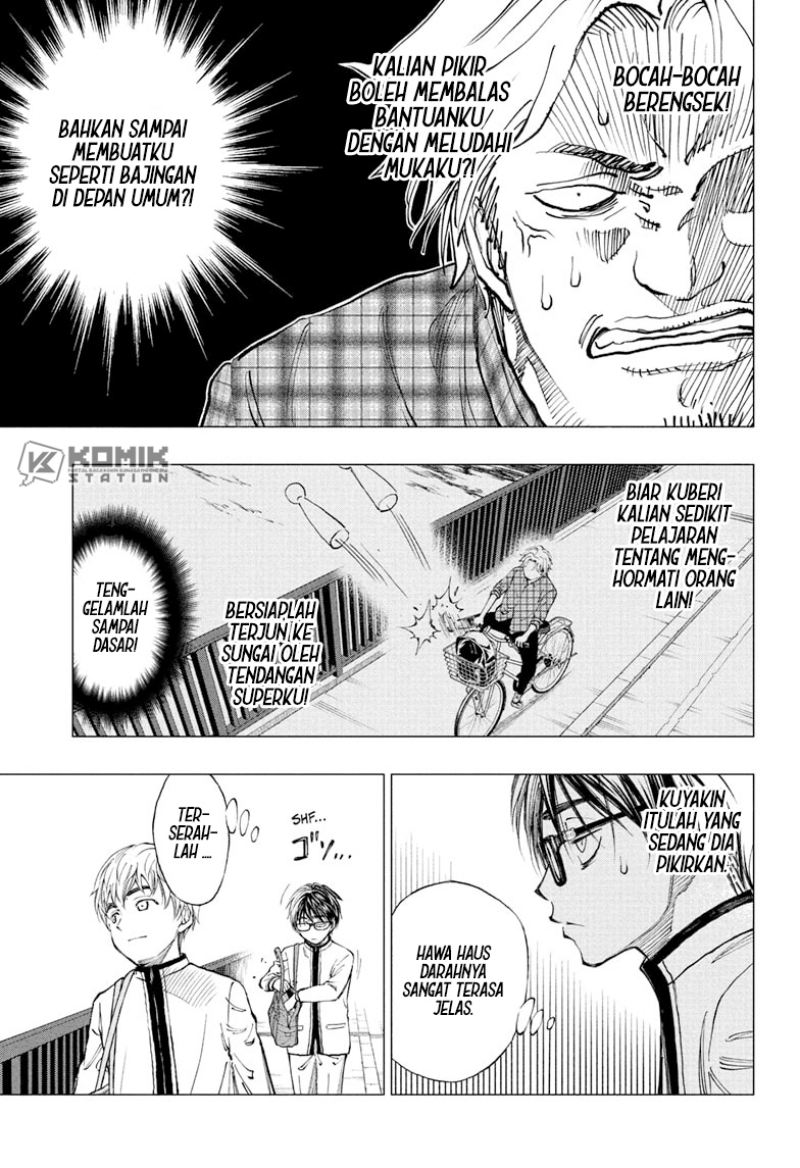 BOCAH-BOCAH
BERENGSEK!
KALIAN PIKIR
BOLEH MEMBALAS
BANTUANKU
DENGAN MELUDAHI
MUKAKU?!
BAHKAN SAMPAI
MEMBUATKU
SEPERTI BAJINGAN
DI DEPAN UMUM?!
KOMIK
STATION
BIAR KUBERI
KALIAN SEDIKIT
PELAJARAN
TENTANG MENG-
HORMATI ORANG
LAIN!
BERSIAPLAH
TERJUN KE
SUNGAI OLEH
TENDANGAN
SUPERKU!
TENG-
GELAMLAH
SAMPAI
DASAR!
KUYAKIN
ITULAH YANG
SEDANG DIA
PIKIRKAN.
HAWA HAUS
DARAHNYA
SANGAT TERASA
JELAS.
SHF...
ゴソ...
TER-
SERAH-
LAH ....